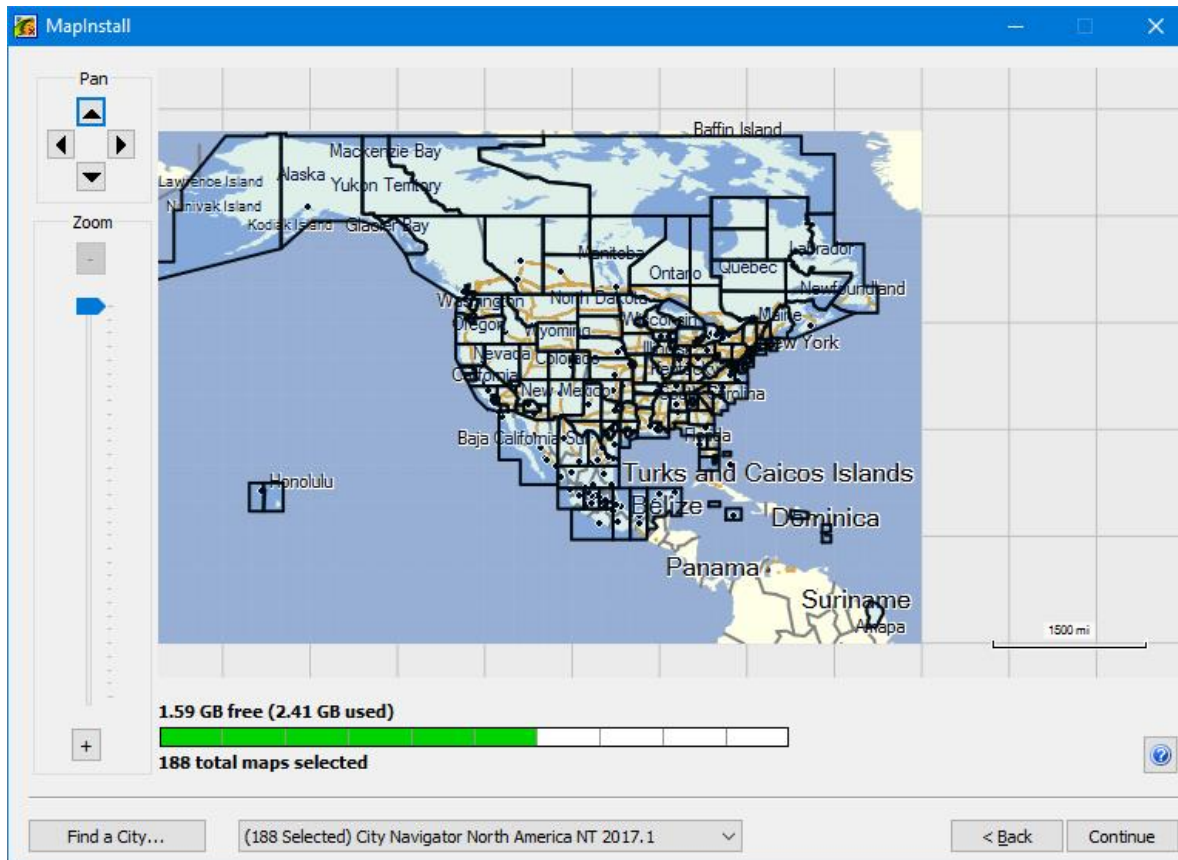 MapInstall
Pan
Zoom
-
+
Baffin Island
Mackenzie Bay
Alaska
Yukon Territory
Lawrence Island
Nunivak Island
Kodiak Island
Glacier Bay
Manitoba
Labrador
Ontario
Quebec
Newfoundland
Washington
North Dakota
Maine
Oregon
Wyoming
Wisconsin
New York
Nevada
Colorado
Kentucky
California
New Mexico
South Carolina
Baja California Sur
Florida
Honolulu
Turks and Caicos Islands
Belize
Dominica
Panama
Suriname
Amapa
1500 mi
1.59 GB free (2.41 GB used)
188 total maps selected
Find a City...
(188 Selected) City Navigator North America NT 2017.1
< Back
Continue